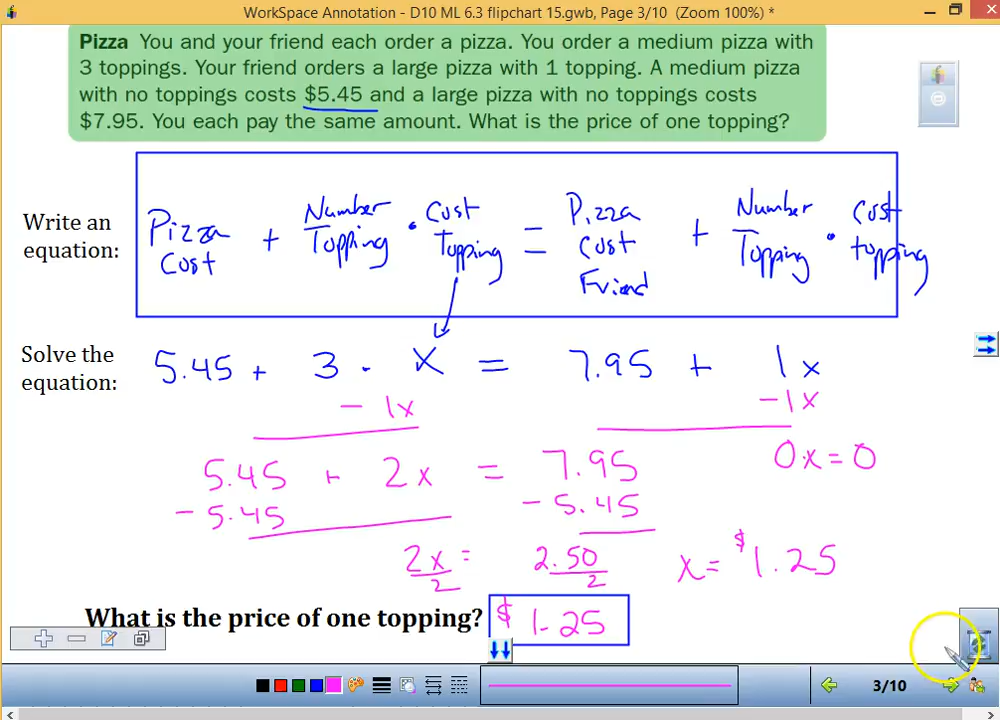 WorkSpace Annotation - D10 ML 6.3 flipchart 15.gwb, Page 3/10 (Zoom 100%) *
Pizza You and your friend each order a pizza. You order a medium pizza with
3 toppings. Your friend orders a large pizza with 1 topping. A medium pizza
with no toppings costs $5.45 and a large pizza with no toppings costs
$7.95. You each pay the same amount. What is the price of one topping?
Write an
equation:
Pizza Cost + Number Topping · Cost Topping = Pizza Cost Friend + Number Topping · Cost topping
Solve the
equation:
5.45 + 3 · x = 7.95 + 1x
- 1x - 1x
5.45 + 2x = 7.95 0x = 0
- 5.45 - 5.45
2x/2 = 2.50/2 x = $1.25
What is the price of one topping? $1.25
3/10